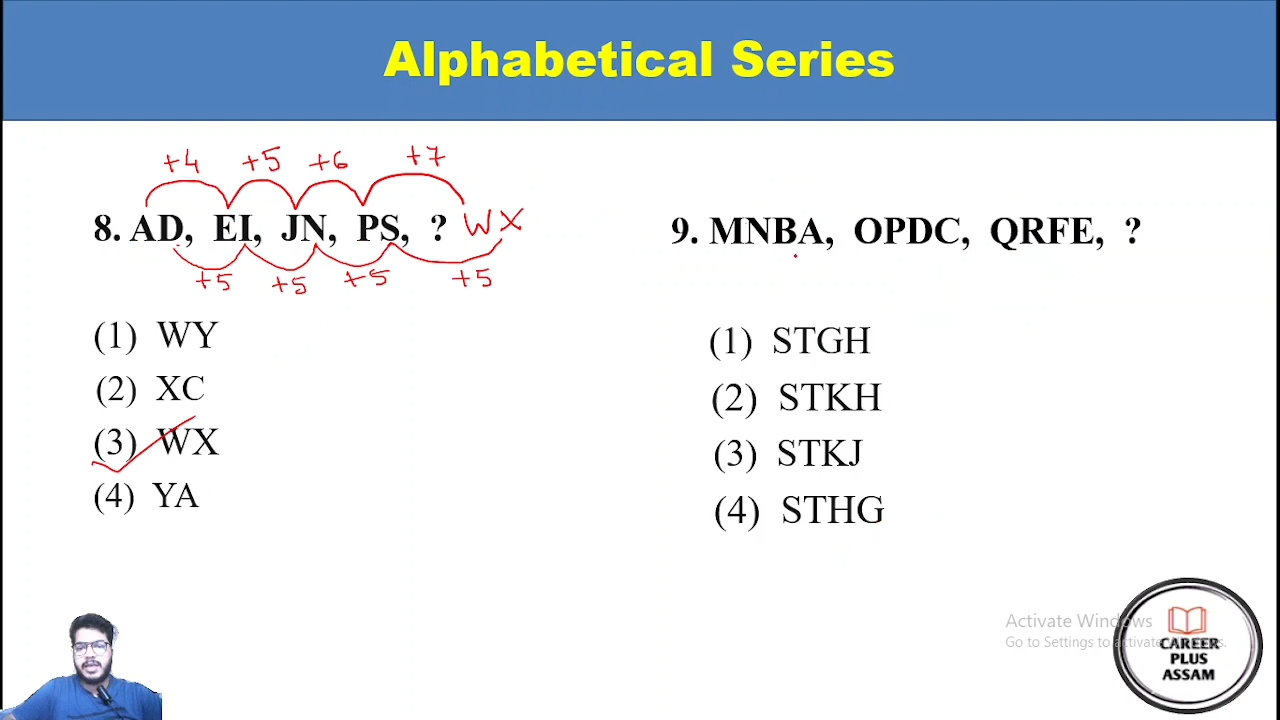 Alphabetical Series
+4 +5 +6 +7
8. AD, EI, JN, PS, ? WX
+5 +5 +5 +5
(1) WY
(2) XC
(3) WX
(4) YA
9. MNBA, OPDC, QRFE, ?
(1) STGH
(2) STKH
(3) STKJ
(4) STHG
Activate Windows
Go to Settings to activate Windows.
CAREER
PLUS
ASSAM